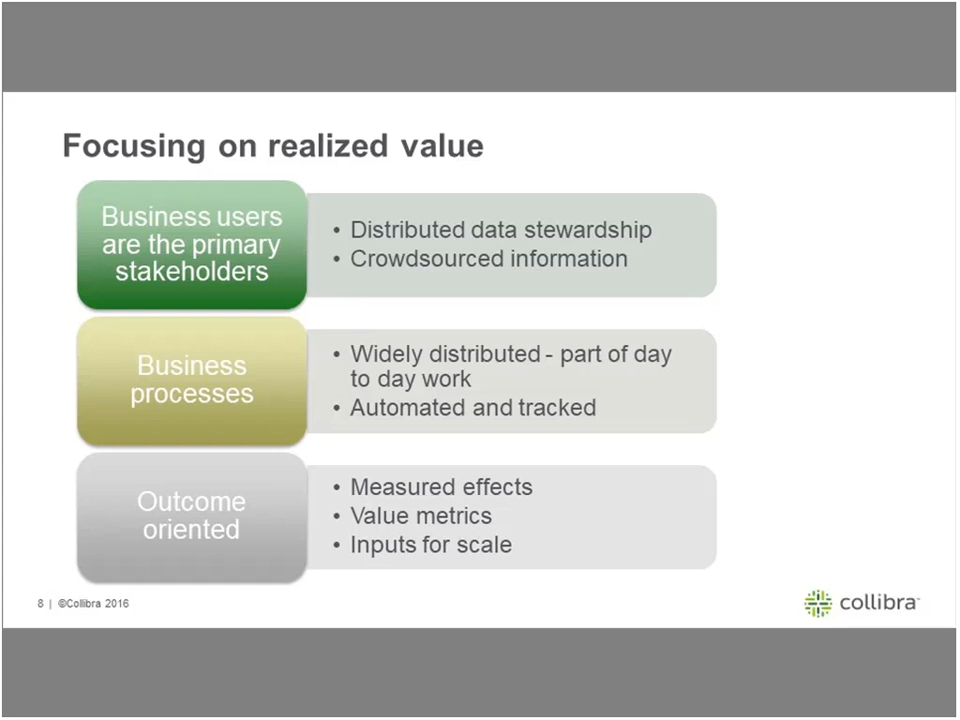 Focusing on realized value
Business users
are the primary
stakeholders
• Distributed data stewardship
• Crowdsourced information
Business
processes
• Widely distributed - part of day
to day work
• Automated and tracked
Outcome
oriented
• Measured effects
• Value metrics
• Inputs for scale
8 | ©Collibra 2016
collibra™